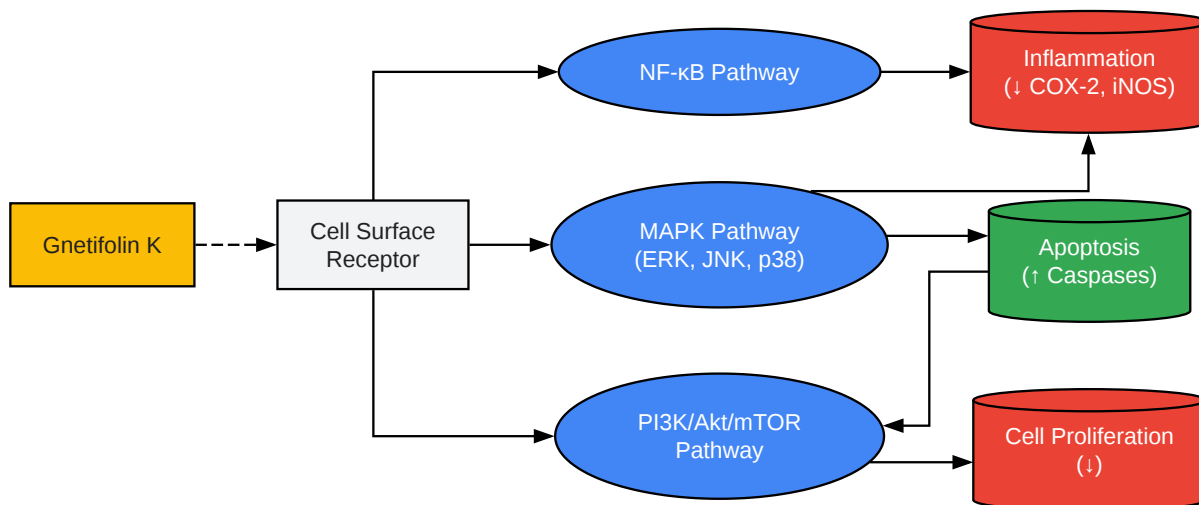 NF-κB Pathway
Inflammation
(↓ COX-2, iNOS)
Gnetifolin K
Cell Surface
Receptor
MAPK Pathway
(ERK, JNK, p38)
Apoptosis
(↑ Caspases)
PI3K/Akt/mTOR
Pathway
Cell Proliferation
(↓)